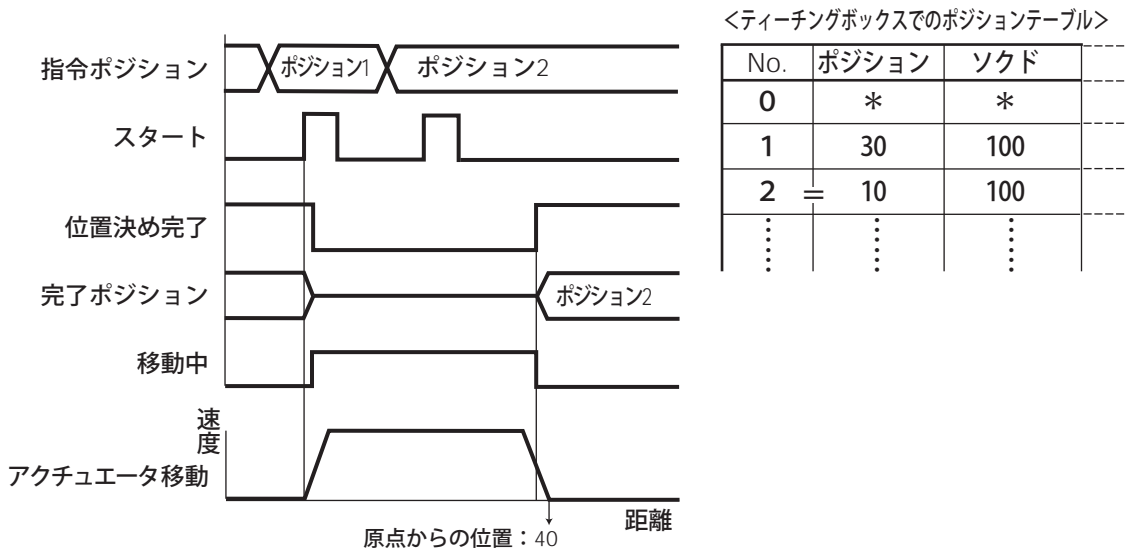 <ティーチングボックスでのポジションテーブル>
No. ポジション ソクド
0 * *
1 30 100
2 = 10 100
指令ポジション
ポジション1 ポジション2
スタート
位置決め完了
完了ポジション
ポジション2
移動中
速度
アクチュエータ移動
距離
原点からの位置:40